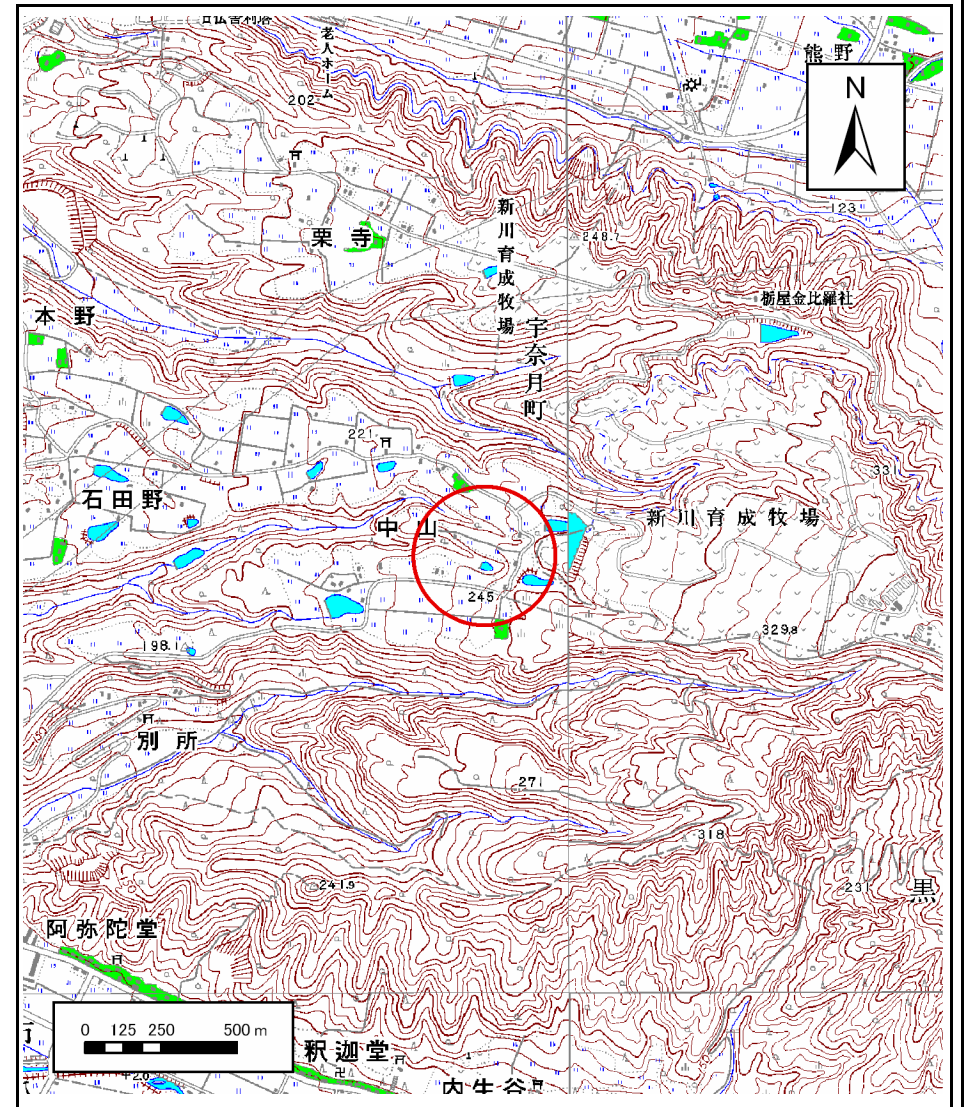 老人ホーム
熊野
N
202
新川育成牧場
123
栗寺
248.7
栃屋金比羅社
本野
宇奈月町
221
石田野
中山
新川育成牧場
245
329.8
198.1
別所
271
318
241.9
231
黒
阿弥陀堂
0 125 250 500 m
釈迦堂
内生谷